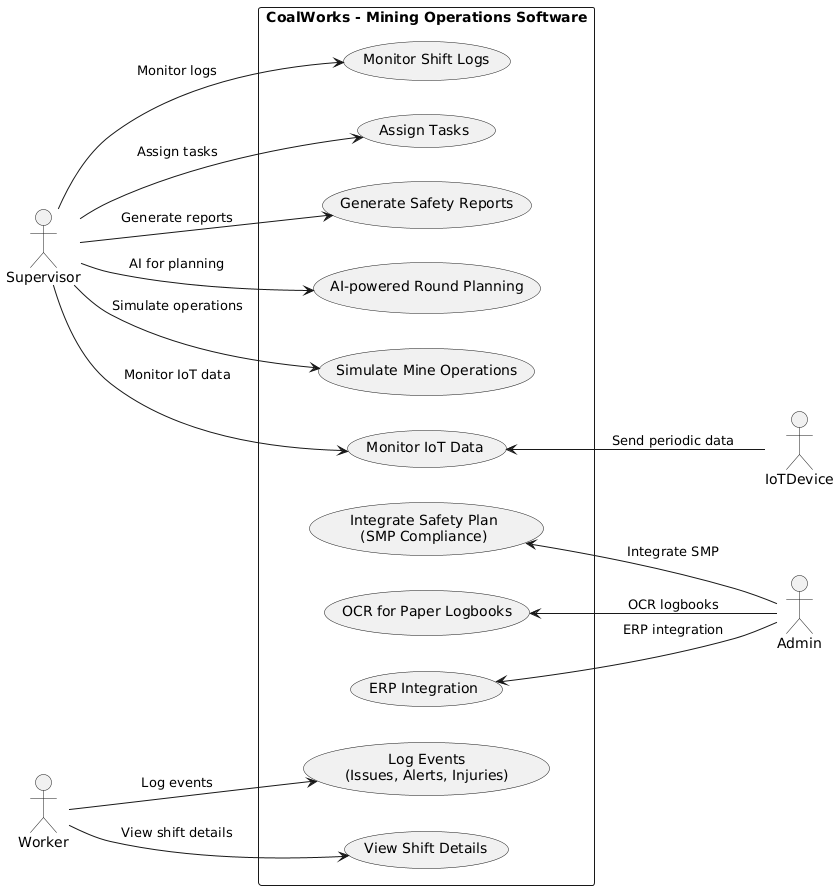 CoalWorks - Mining Operations Software
Monitor logs
Monitor Shift Logs
Assign tasks
Assign Tasks
Generate reports
Generate Safety Reports
Supervisor
AI for planning
AI-powered Round Planning
Simulate operations
Simulate Mine Operations
Monitor IoT data
Monitor IoT Data
Send periodic data
IoTDevice
Integrate Safety Plan
(SMP Compliance)
Integrate SMP
OCR for Paper Logbooks
OCR logbooks
ERP integration
Admin
ERP Integration
Log Events
(Issues, Alerts, Injuries)
Log events
Worker
View shift details
View Shift Details